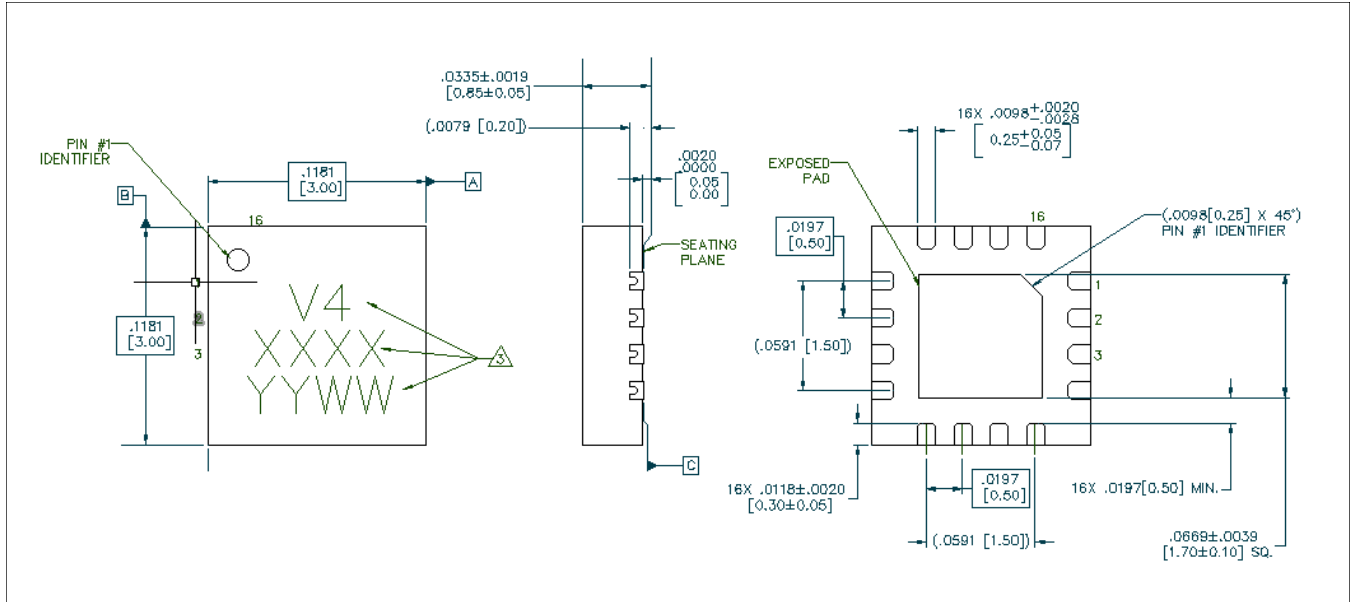 PIN #1
IDENTIFIER
B
.1181
[3.00]
A
16
.1181
[3.00]
2
3
V4
XXXX
YYWW
3
.0335±.0019
[0.85±0.05]
(.0079 [0.20])
.0020
.0000
[0.05
0.00]
SEATING
PLANE
C
16X .0098+.0020
-.0028
[0.25+0.05
-0.07]
EXPOSED
PAD
16
(.0098[0.25] X 45°)
PIN #1 IDENTIFIER
.0197
[0.50]
1
2
3
(.0591 [1.50])
16X .0118±.0020
[0.30±0.05]
.0197
[0.50]
(.0591 [1.50])
16X .0197[0.50] MIN.
.0669±.0039
[1.70±0.10] SQ.